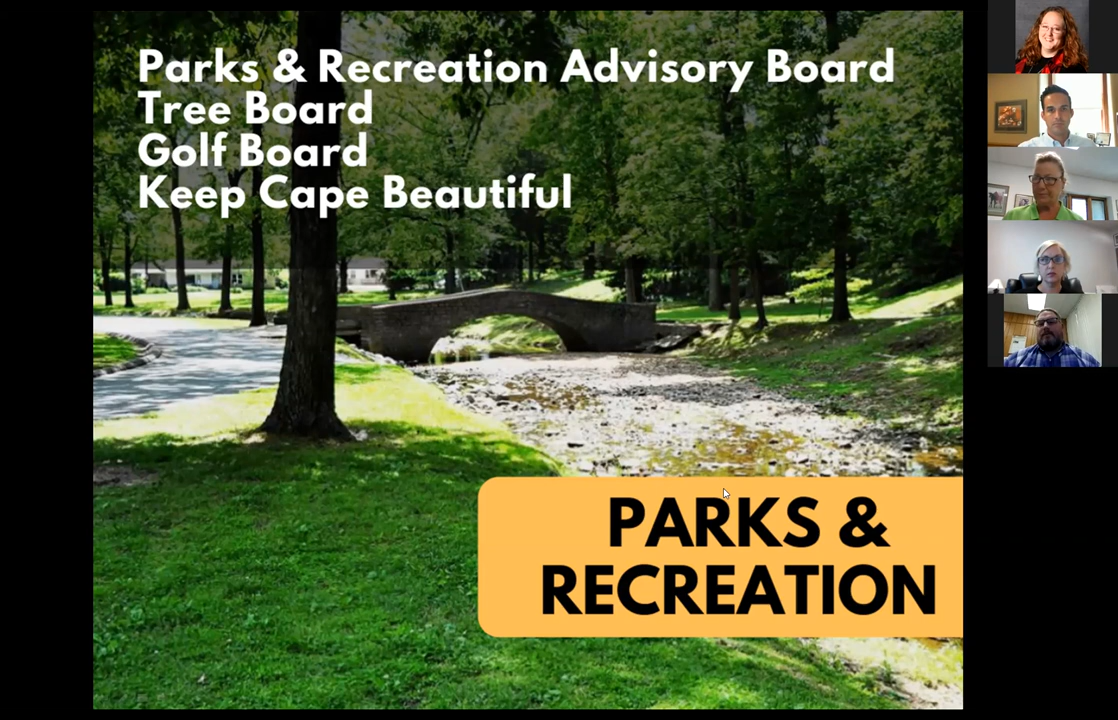 Parks & Recreation Advisory Board
Tree Board
Golf Board
Keep Cape Beautiful
PARKS &
RECREATION